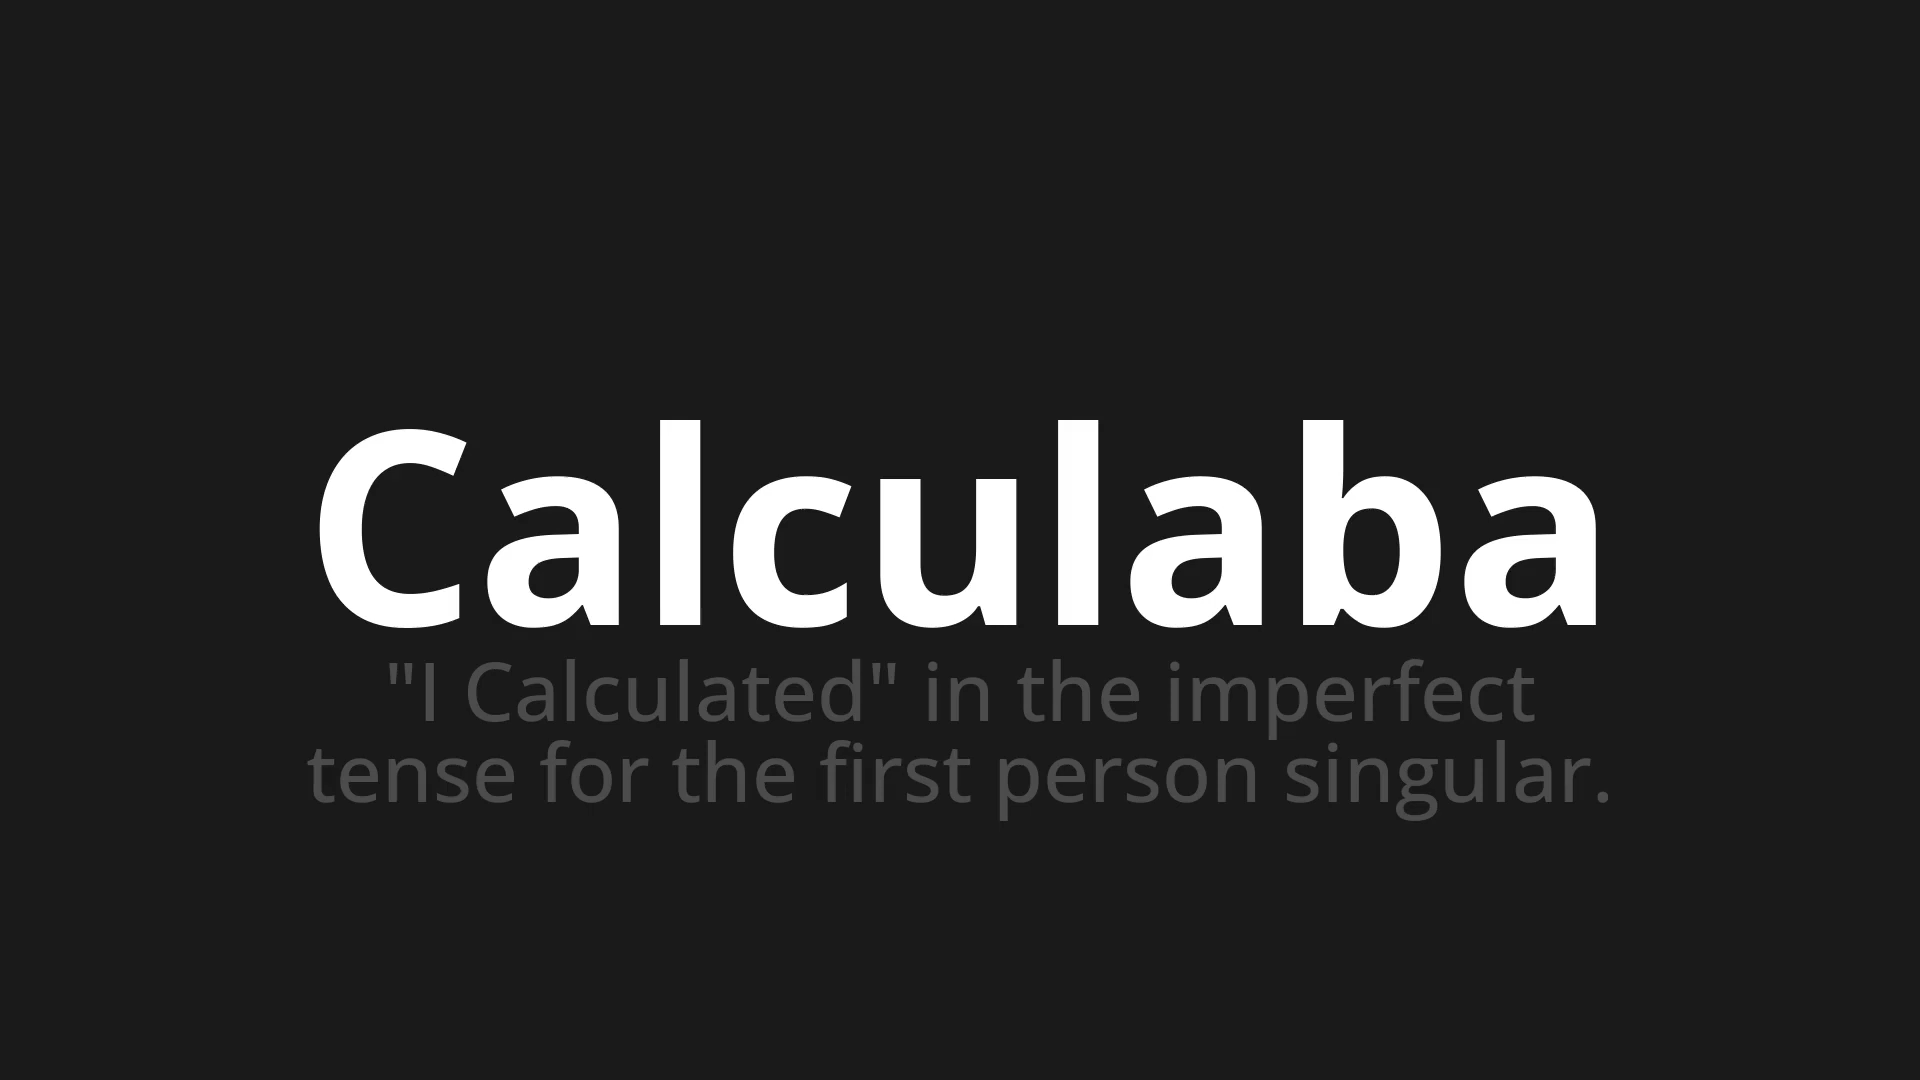 Calculaba
"I Calculated" in the imperfect
tense for the first person singular.